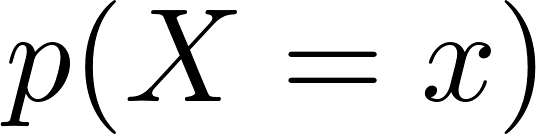 p(X = x)